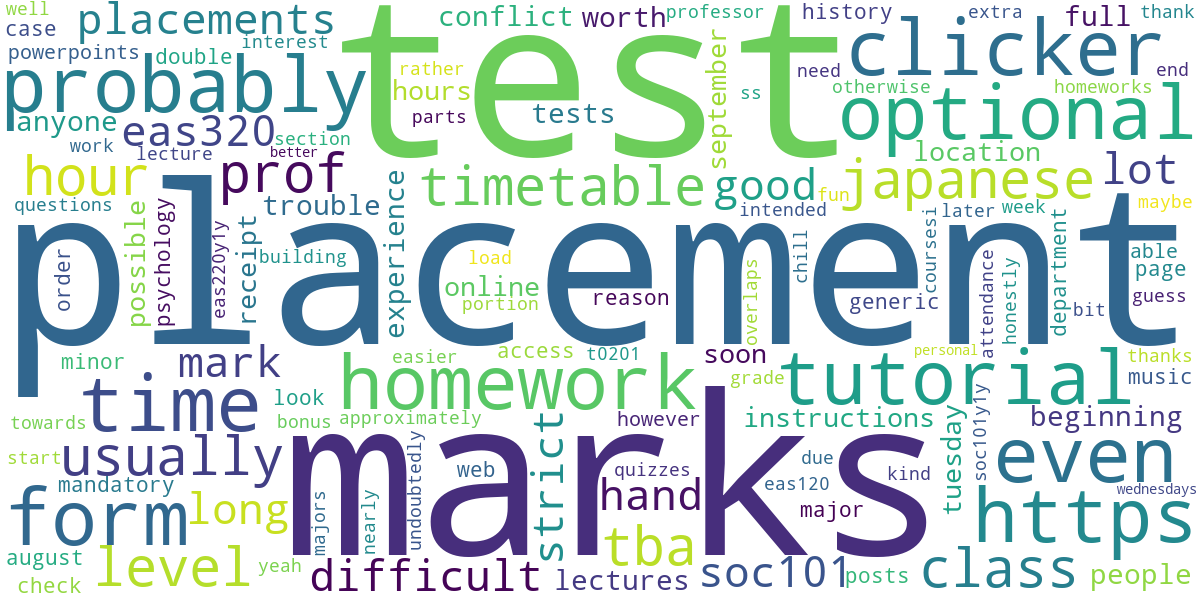 well placements conflict worth professor history extra full thank
case test clicker
powerpoints double interest
probably rather hours need end
anyone eas320 parts tests september ss otherwise homeworks
section optional
work lecture better location
hour prof timetable good japanese lot
questions possible psychology eas220y1y receipt trouble experience intended fun later week maybe
placement
order building online load portion reason overlaps chill generic coursesi attendance honestly department able page guess bit
minor mark easier access t0201 soon personal thanks
homework grade tutorial music
time look
towards bonus approximately however instructions soc101y1y beginning
start usually marks strict web quizzes due kind tuesday even
mandatory undoubtedly eas120 wednesdays
form long majors nearly hand major https
august level yeah tba class
check difficult lectures soc101 posts people